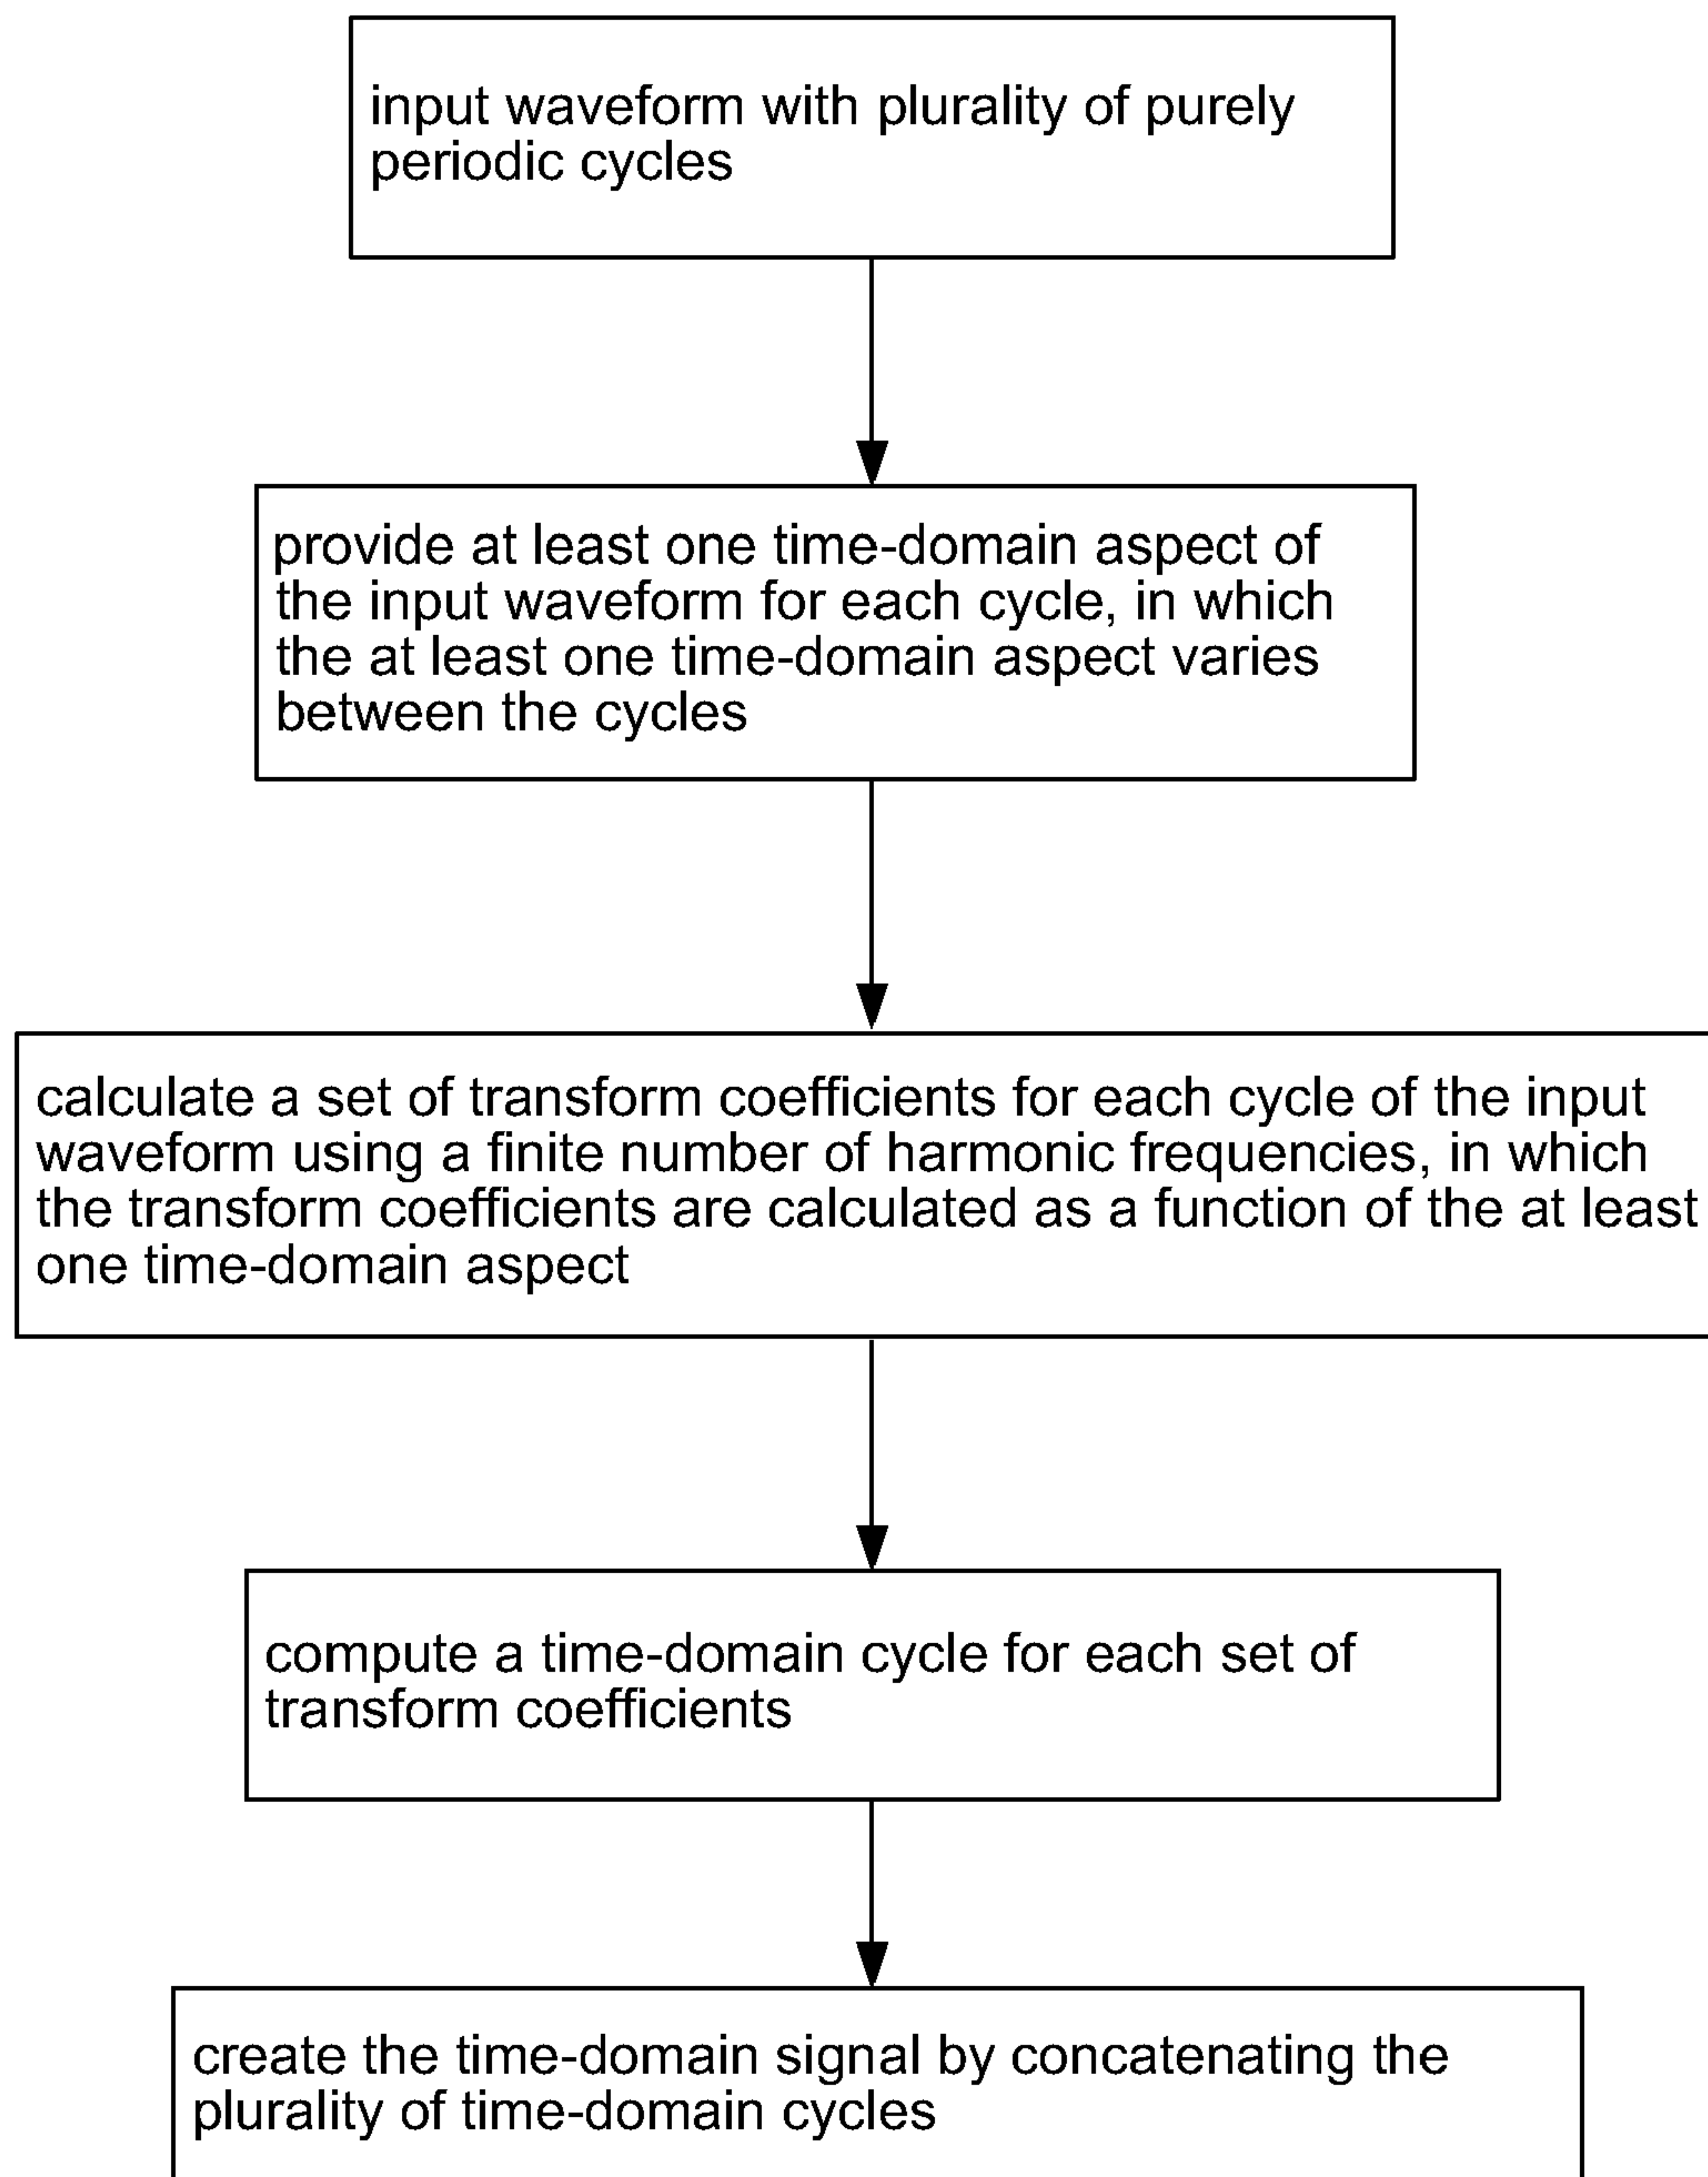 input waveform with plurality of purely
periodic cycles
provide at least one time-domain aspect of
the input waveform for each cycle, in which
the at least one time-domain aspect varies
between the cycles
calculate a set of transform coefficients for each cycle of the input
waveform using a finite number of harmonic frequencies, in which
the transform coefficients are calculated as a function of the at least
one time-domain aspect
compute a time-domain cycle for each set of
transform coefficients
create the time-domain signal by concatenating the
plurality of time-domain cycles